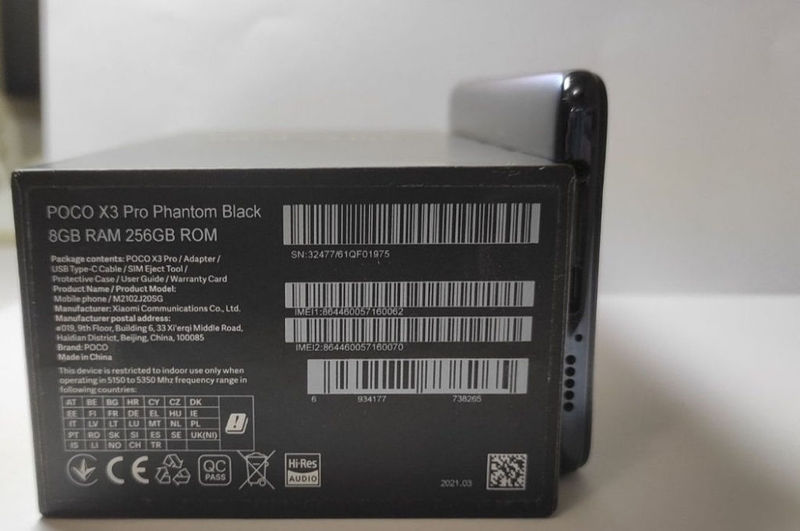 POCO X3 Pro Phantom Black
8GB RAM 256GB ROM
Package contents: POCO X3 Pro / Adapter /
USB Type-C Cable / SIM Eject Tool /
Protective Case / User Guide / Warranty Card
Product Name / Product Model:
Mobile phone / M2102J20SG
Manufacturer: Xiaomi Communications Co., Ltd.
Manufacturer postal address:
#019, 9th Floor, Building 6, 33 Xi'erqi Middle Road,
Haidian District, Beijing, China, 100085
Brand: POCO
Made in China
This device is restricted to indoor use only when
operating in 5150 to 5350 Mhz frequency range in
following countries:
AT BE BG HR CY CZ DK
EE FI FR DE EL HU IE
IT LV LT LU MT NL PL
PT RO SK SI ES SE UK(NI)
IS LI NO CH TR
CE
QC
PASS
Hi-Res
AUDIO
SN:32477/61QF01975
IMEI1:864460057160062
IMEI2:864460057160070
6 934177 738265
2021.03